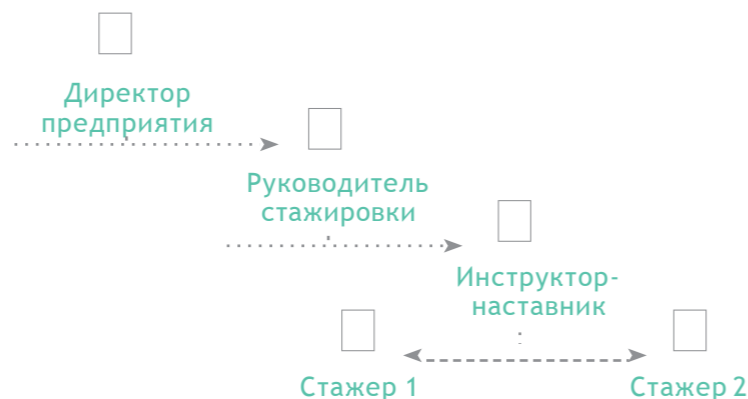 Директор
предприятия
Руководитель
стажировки
Инструктор-
наставник
Стажер 1
Стажер 2